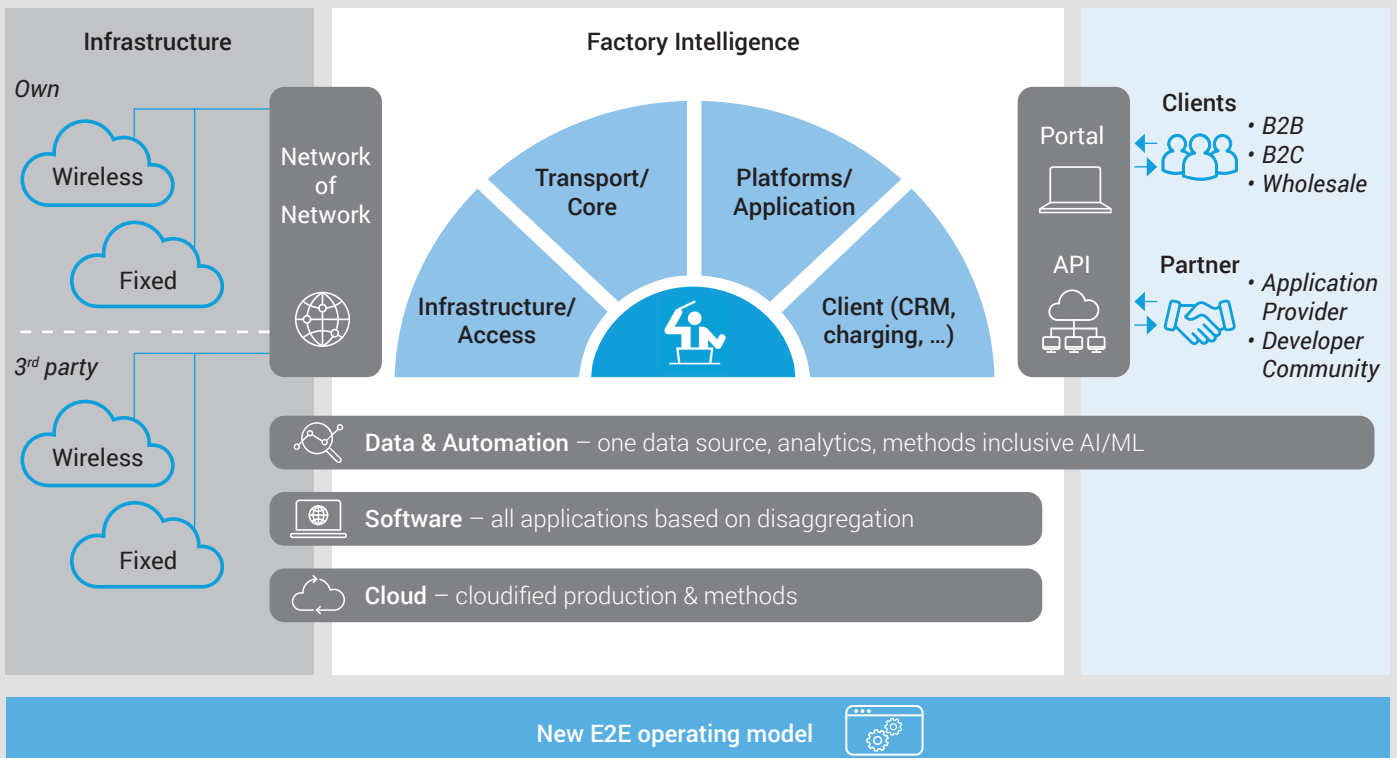 Infrastructure
Own
Wireless
Fixed
3rd party
Wireless
Fixed
Factory Intelligence
Network
of
Network
Infrastructure/
Access
Transport/
Core
Platforms/
Application
Client (CRM,
charging, ...)
Portal
API
Clients
• B2B
• B2C
• Wholesale
Partner
• Application
Provider
• Developer
Community
Data & Automation – one data source, analytics, methods inclusive AI/ML
Software – all applications based on disaggregation
Cloud – cloudified production & methods
New E2E operating model